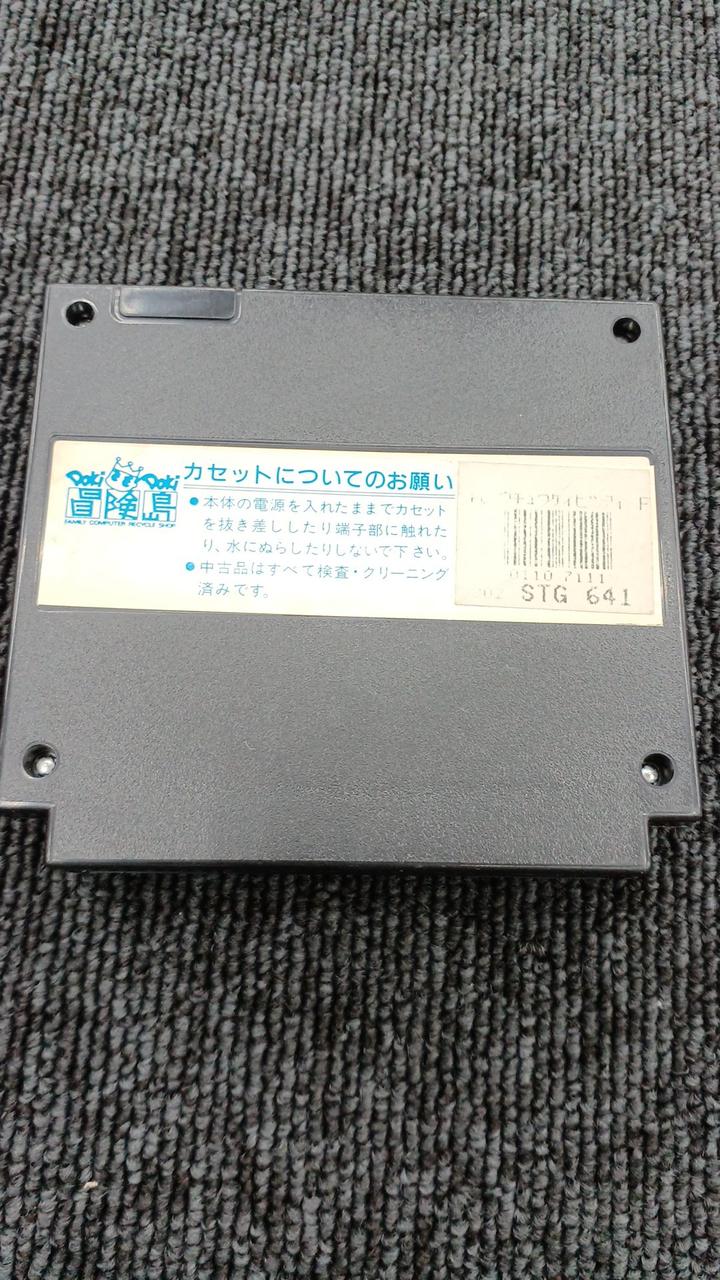 Doki Doki
冒険島
FAMILY COMPUTER RECYCLE SHOP
カセットについてのお願い
●本体の電源を入れたままでカセット
を抜き差ししたり端子部に触れた
り、水にぬらしたりしないで下さい。
●中古品はすべて検査・クリーニング
済みです。
F
0110 7111
STG 641